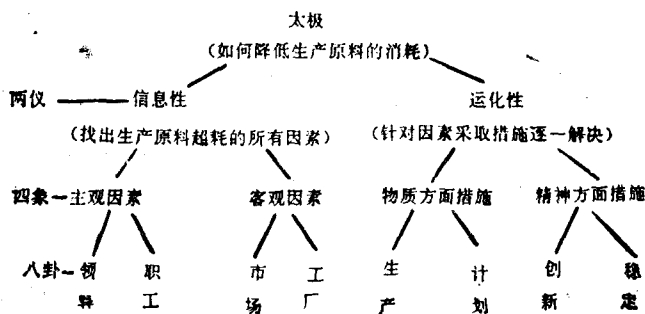 太极
(如何降低生产原料的消耗)
两仪 信息性 运化性
(找出生产原料超耗的所有因素) (针对因素采取措施逐一解决)
四象—主观因素 客观因素 物质方面措施 精神方面措施
八卦—领导 职工 市场 工厂 生产 计划 创新 稳定